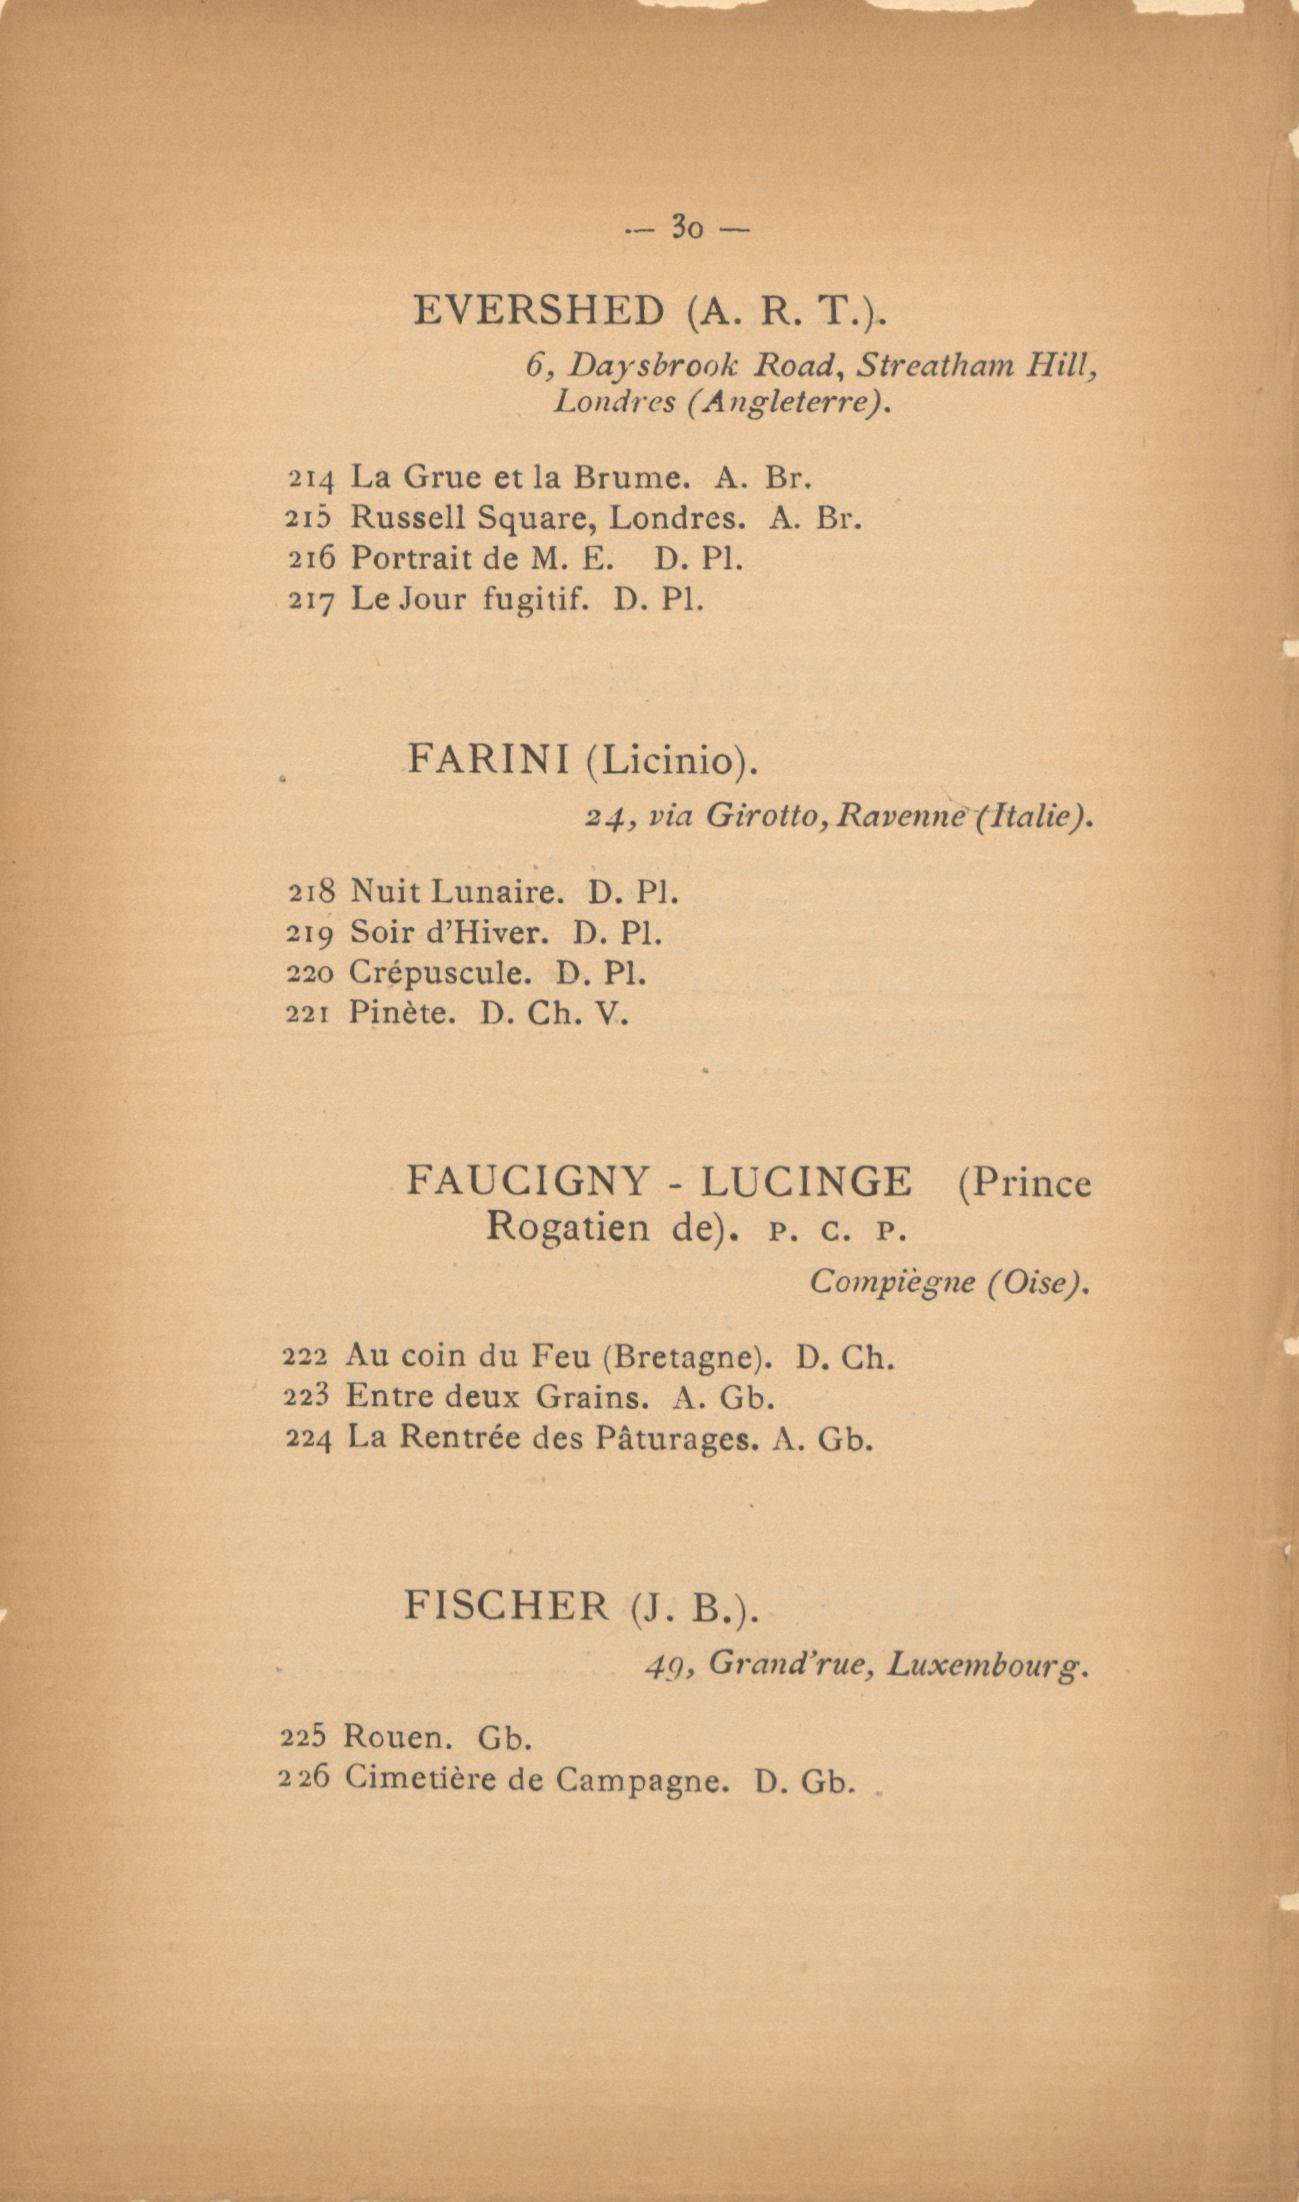 — 30 —
EVERSHED (A. R. T.).
6, Daysbrook Road, Streatham Hill,
Londres (Angleterre).
214 La Grue et la Brume. A. Br.
215 Russell Square, Londres. A. Br.
216 Portrait de M. E. D. Pl.
217 Le Jour fugitif. D. Pl.
FARINI (Licinio).
24, via Girotto, Ravenne (Italie).
218 Nuit Lunaire. D. Pl.
219 Soir d'Hiver. D. Pl.
220 Crépuscule. D. Pl.
221 Pinète. D. Ch. V.
FAUCIGNY - LUCINGE (Prince
Rogatien de). P. C. P.
Compiègne (Oise).
222 Au coin du Feu (Bretagne). D. Ch.
223 Entre deux Grains. A. Gb.
224 La Rentrée des Pâturages. A. Gb.
FISCHER (J. B.).
49, Grand'rue, Luxembourg.
225 Rouen. Gb.
226 Cimetière de Campagne. D. Gb.